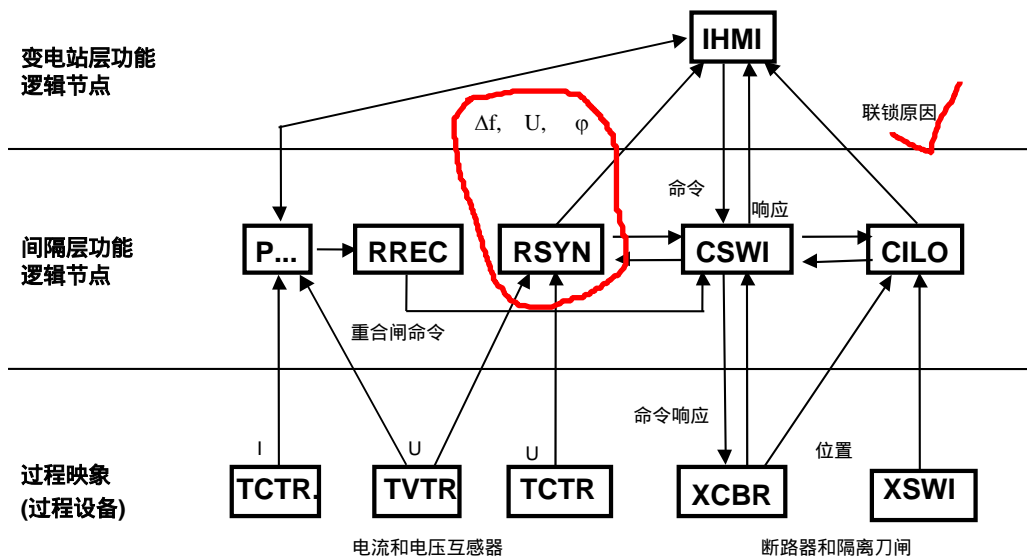 变电站层功能
逻辑节点
IHMI
联锁原因
Δf, U, φ
命令
响应
间隔层功能
逻辑节点
P...
RREC
RSYN
CSWI
CILO
重合闸命令
命令响应
位置
I
U
U
过程映象
(过程设备)
TCTR.
TVTR
TCTR
XCBR
XSWI
电流和电压互感器
断路器和隔离刀闸